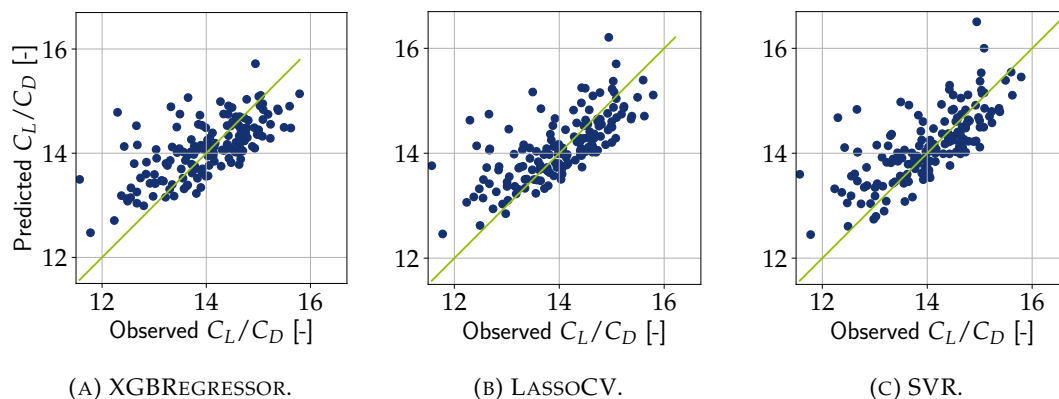 Predicted C_L/C_D [-]
16
14
12
12 14 16
Observed C_L/C_D [-]
(A) XGBREGRESSOR.
16
14
12
12 14 16
Observed C_L/C_D [-]
(B) LASSOCV.
16
14
12
12 14 16
Observed C_L/C_D [-]
(C) SVR.